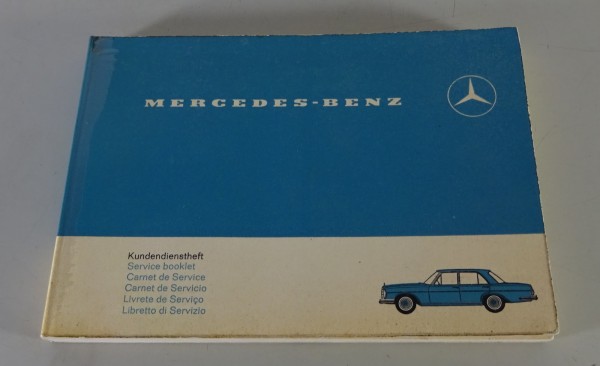 MERCEDES-BENZ
Kundendienstheft
Service booklet
Carnet de Service
Carnet de Servicio
Livrete de Serviço
Libretto di Servizio